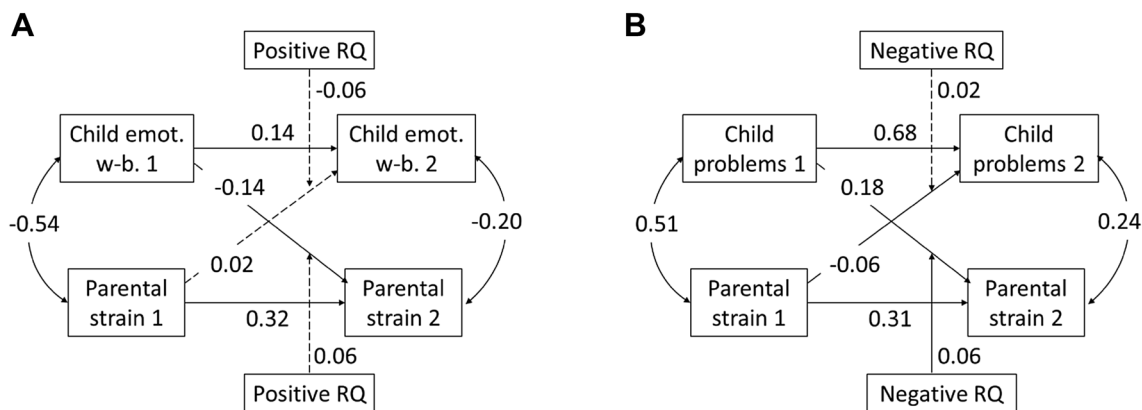 A
Positive RQ
-0.06
Child emot.
w-b. 1
0.14
Child emot.
w-b. 2
-0.14
-0.54
-0.20
0.02
Parental
strain 1
0.32
Parental
strain 2
0.06
Positive RQ
B
Negative RQ
0.02
Child
problems 1
0.68
Child
problems 2
0.18
0.51
0.24
-0.06
Parental
strain 1
0.31
Parental
strain 2
0.06
Negative RQ